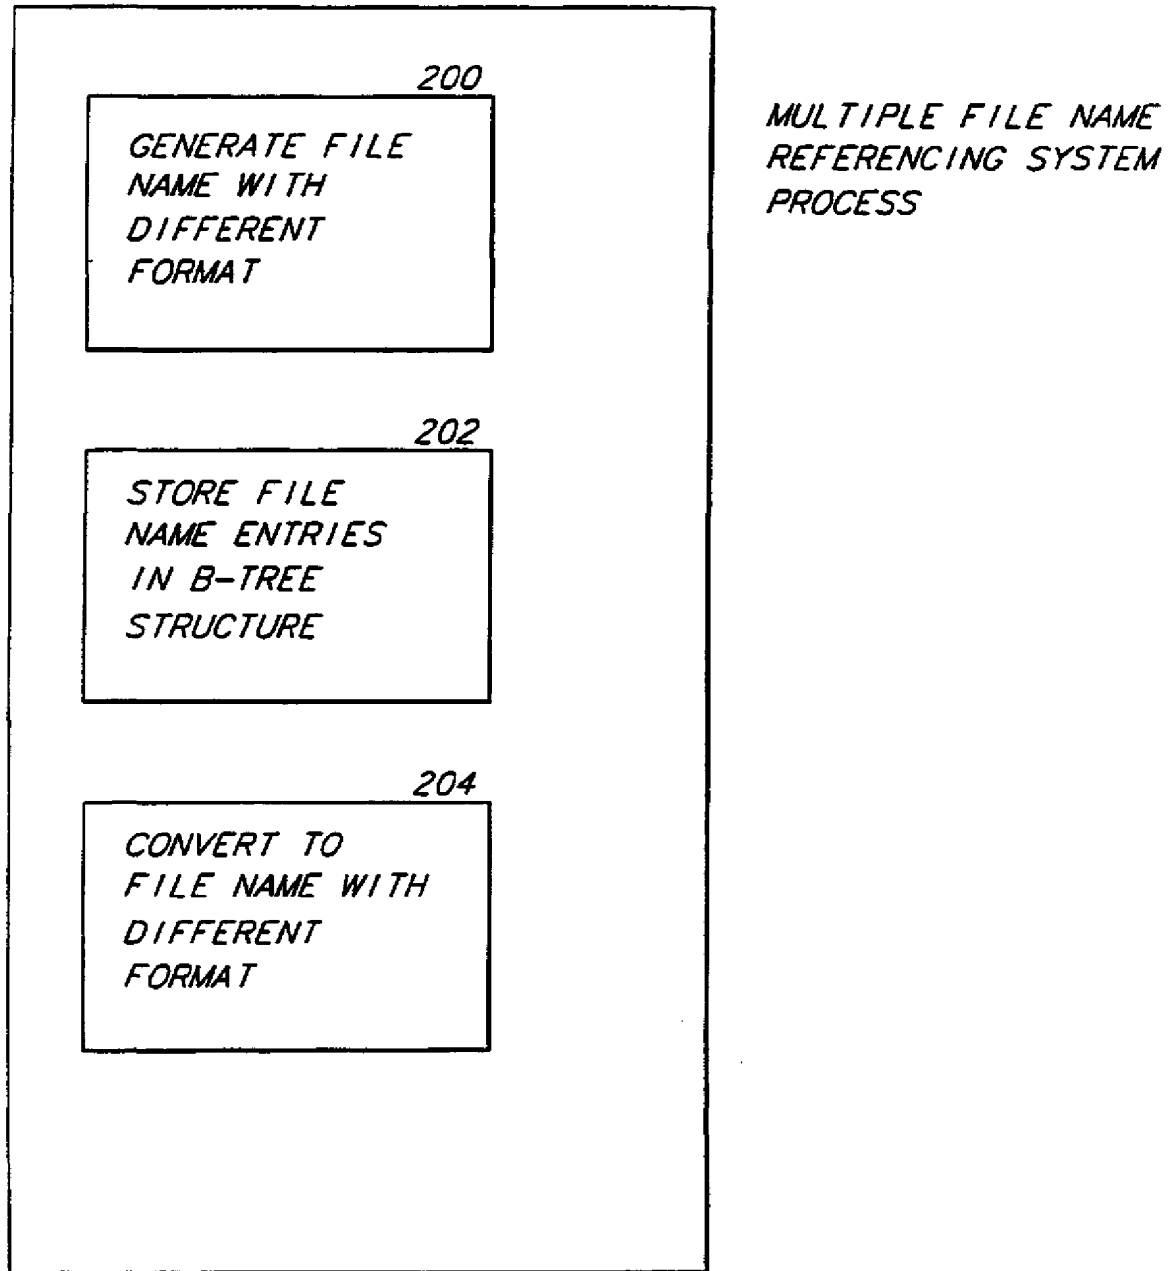 200
GENERATE FILE
NAME WITH
DIFFERENT
FORMAT
MULTIPLE FILE NAME
REFERENCING SYSTEM
PROCESS
202
STORE FILE
NAME ENTRIES
IN B-TREE
STRUCTURE
204
CONVERT TO
FILE NAME WITH
DIFFERENT
FORMAT